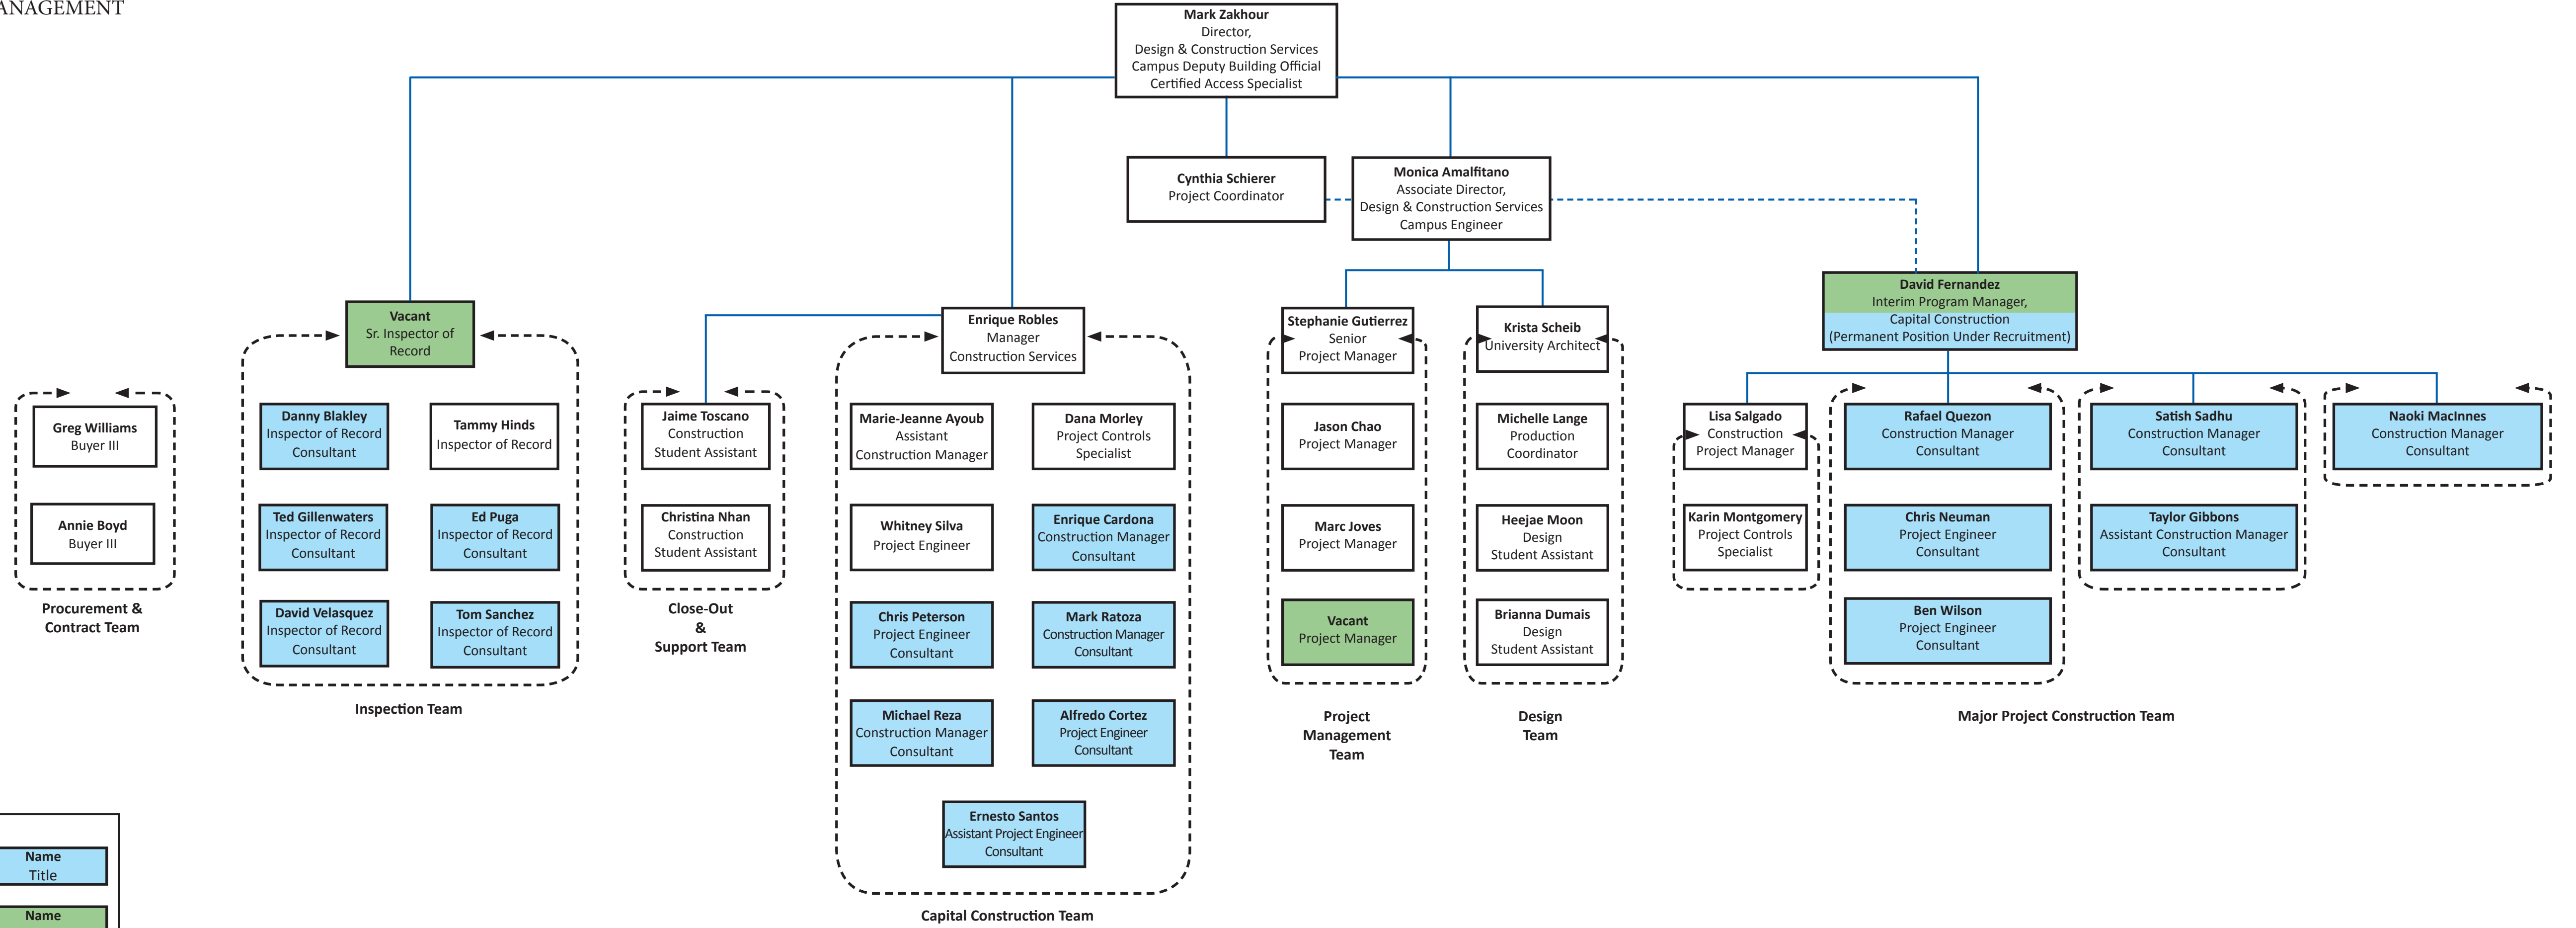 ANAGEMENT
Mark Zakhour
Director,
Design & Construction Services
Campus Deputy Building Official
Certified Access Specialist
Cynthia Schierer
Project Coordinator
Monica Amalfitano
Associate Director,
Design & Construction Services
Campus Engineer
Vacant
Sr. Inspector of
Record
Enrique Robles
Manager
Construction Services
Stephanie Gutierrez
Senior
Project Manager
Krista Scheib
University Architect
David Fernandez
Interim Program Manager,
Capital Construction
(Permanent Position Under Recruitment)
Greg Williams
Buyer III
Annie Boyd
Buyer III
Procurement &
Contract Team
Danny Blakley
Inspector of Record
Consultant
Tammy Hinds
Inspector of Record
Ted Gillenwaters
Inspector of Record
Consultant
Ed Puga
Inspector of Record
Consultant
David Velasquez
Inspector of Record
Consultant
Tom Sanchez
Inspector of Record
Consultant
Inspection Team
Jaime Toscano
Construction
Student Assistant
Christina Nhan
Construction
Student Assistant
Close-Out
&
Support Team
Marie-Jeanne Ayoub
Assistant
Construction Manager
Dana Morley
Project Controls
Specialist
Whitney Silva
Project Engineer
Enrique Cardona
Construction Manager
Consultant
Chris Peterson
Project Engineer
Consultant
Mark Ratoza
Construction Manager
Consultant
Michael Reza
Construction Manager
Consultant
Alfredo Cortez
Project Engineer
Consultant
Ernesto Santos
Assistant Project Engineer
Consultant
Capital Construction Team
Jason Chao
Project Manager
Marc Joves
Project Manager
Vacant
Project Manager
Project
Management
Team
Michelle Lange
Production
Coordinator
Heejae Moon
Design
Student Assistant
Brianna Dumais
Design
Student Assistant
Design
Team
Lisa Salgado
Construction
Project Manager
Karin Montgomery
Project Controls
Specialist
Rafael Quezon
Construction Manager
Consultant
Chris Neuman
Project Engineer
Consultant
Ben Wilson
Project Engineer
Consultant
Satish Sadhu
Construction Manager
Consultant
Taylor Gibbons
Assistant Construction Manager
Consultant
Naoki MacInnes
Construction Manager
Consultant
Major Project Construction Team
Name
Title
Name